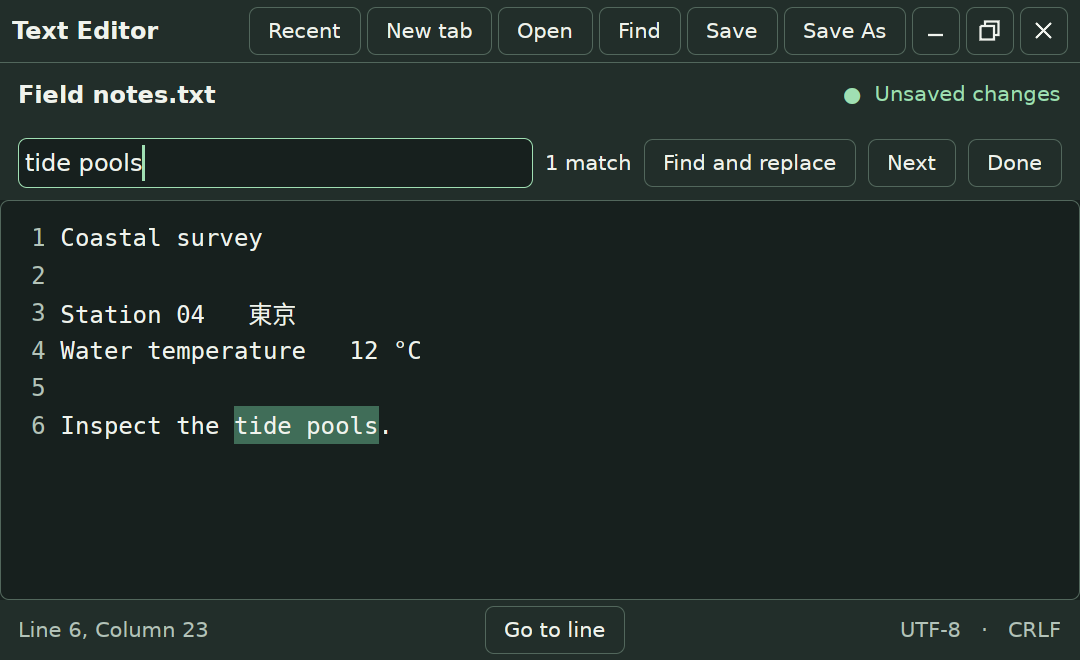 Text Editor Recent New tab Open Find Save Save As
Field notes.txt Unsaved changes
tide pools 1 match Find and replace Next Done
1 Coastal survey
2
3 Station 04   東京
4 Water temperature   12 °C
5
6 Inspect the tide pools.
Line 6, Column 23 Go to line UTF-8 · CRLF